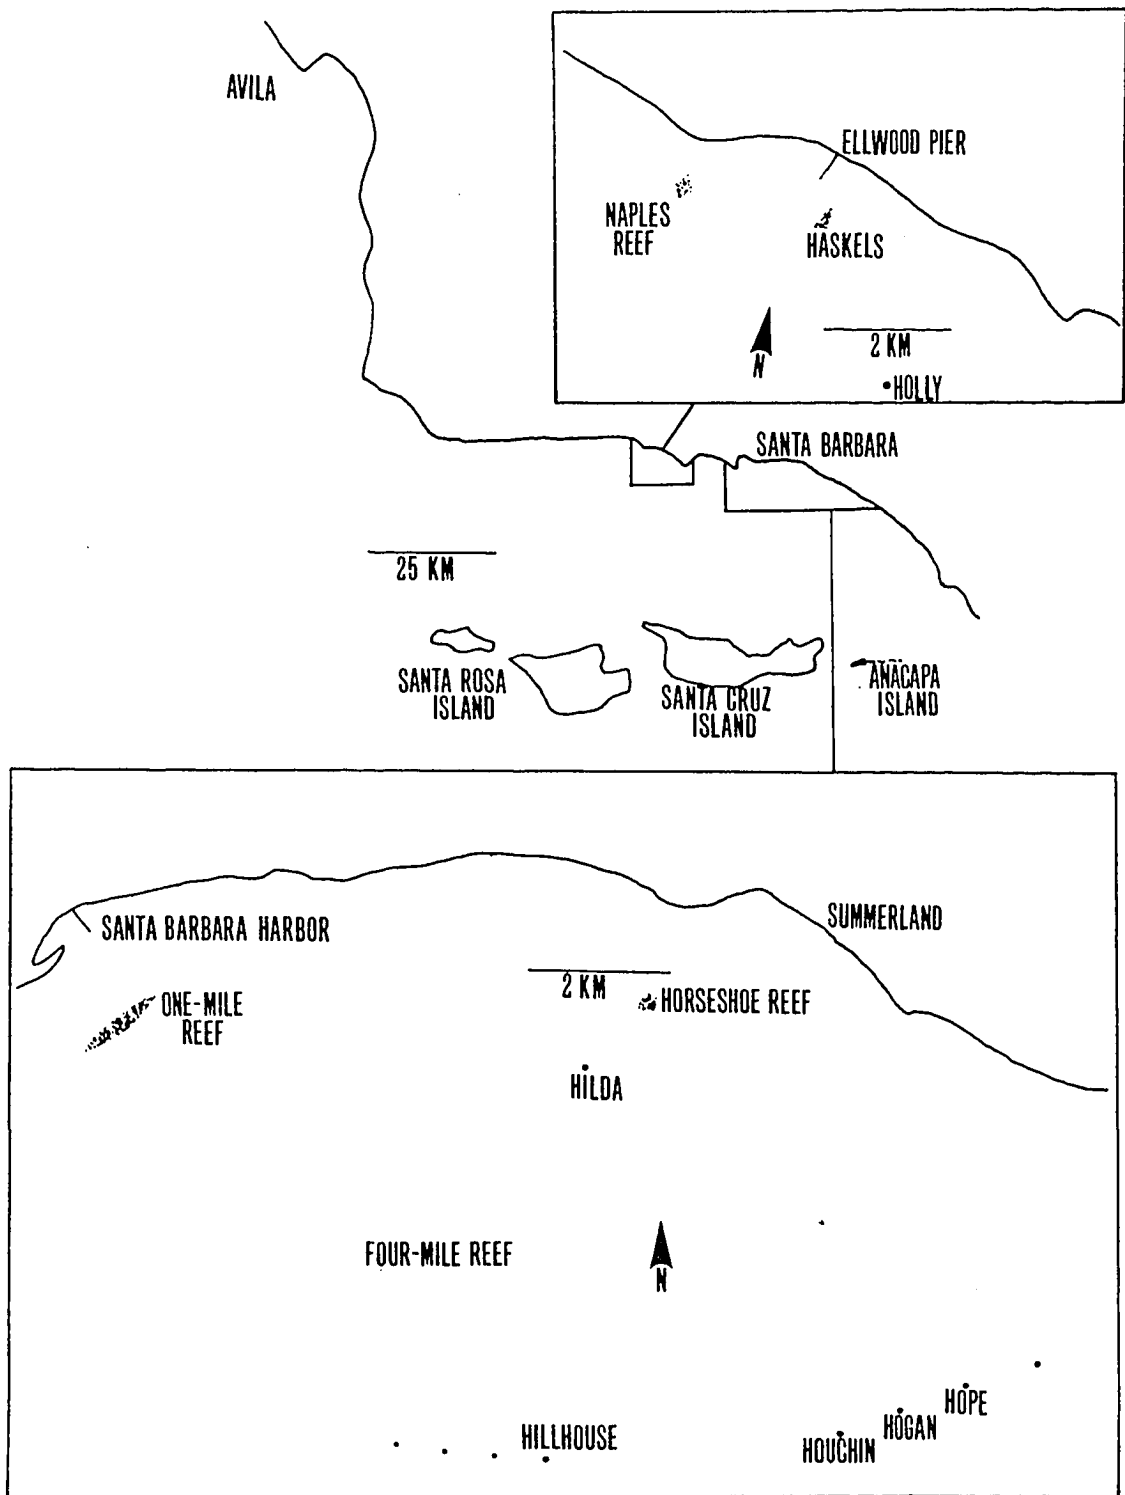 AVILA
ELLWOOD PIER
NAPLES
REEF
HASKELS
N
2 KM
HOLLY
SANTA BARBARA
25 KM
SANTA ROSA
ISLAND
SANTA CRUZ
ISLAND
ANACAPA
ISLAND
SANTA BARBARA HARBOR
SUMMERLAND
2 KM
ONE-MILE
REEF
HORSESHOE REEF
HILDA
FOUR-MILE REEF
N
HILLHOUSE
HOUCHIN
HOGAN
HOPE